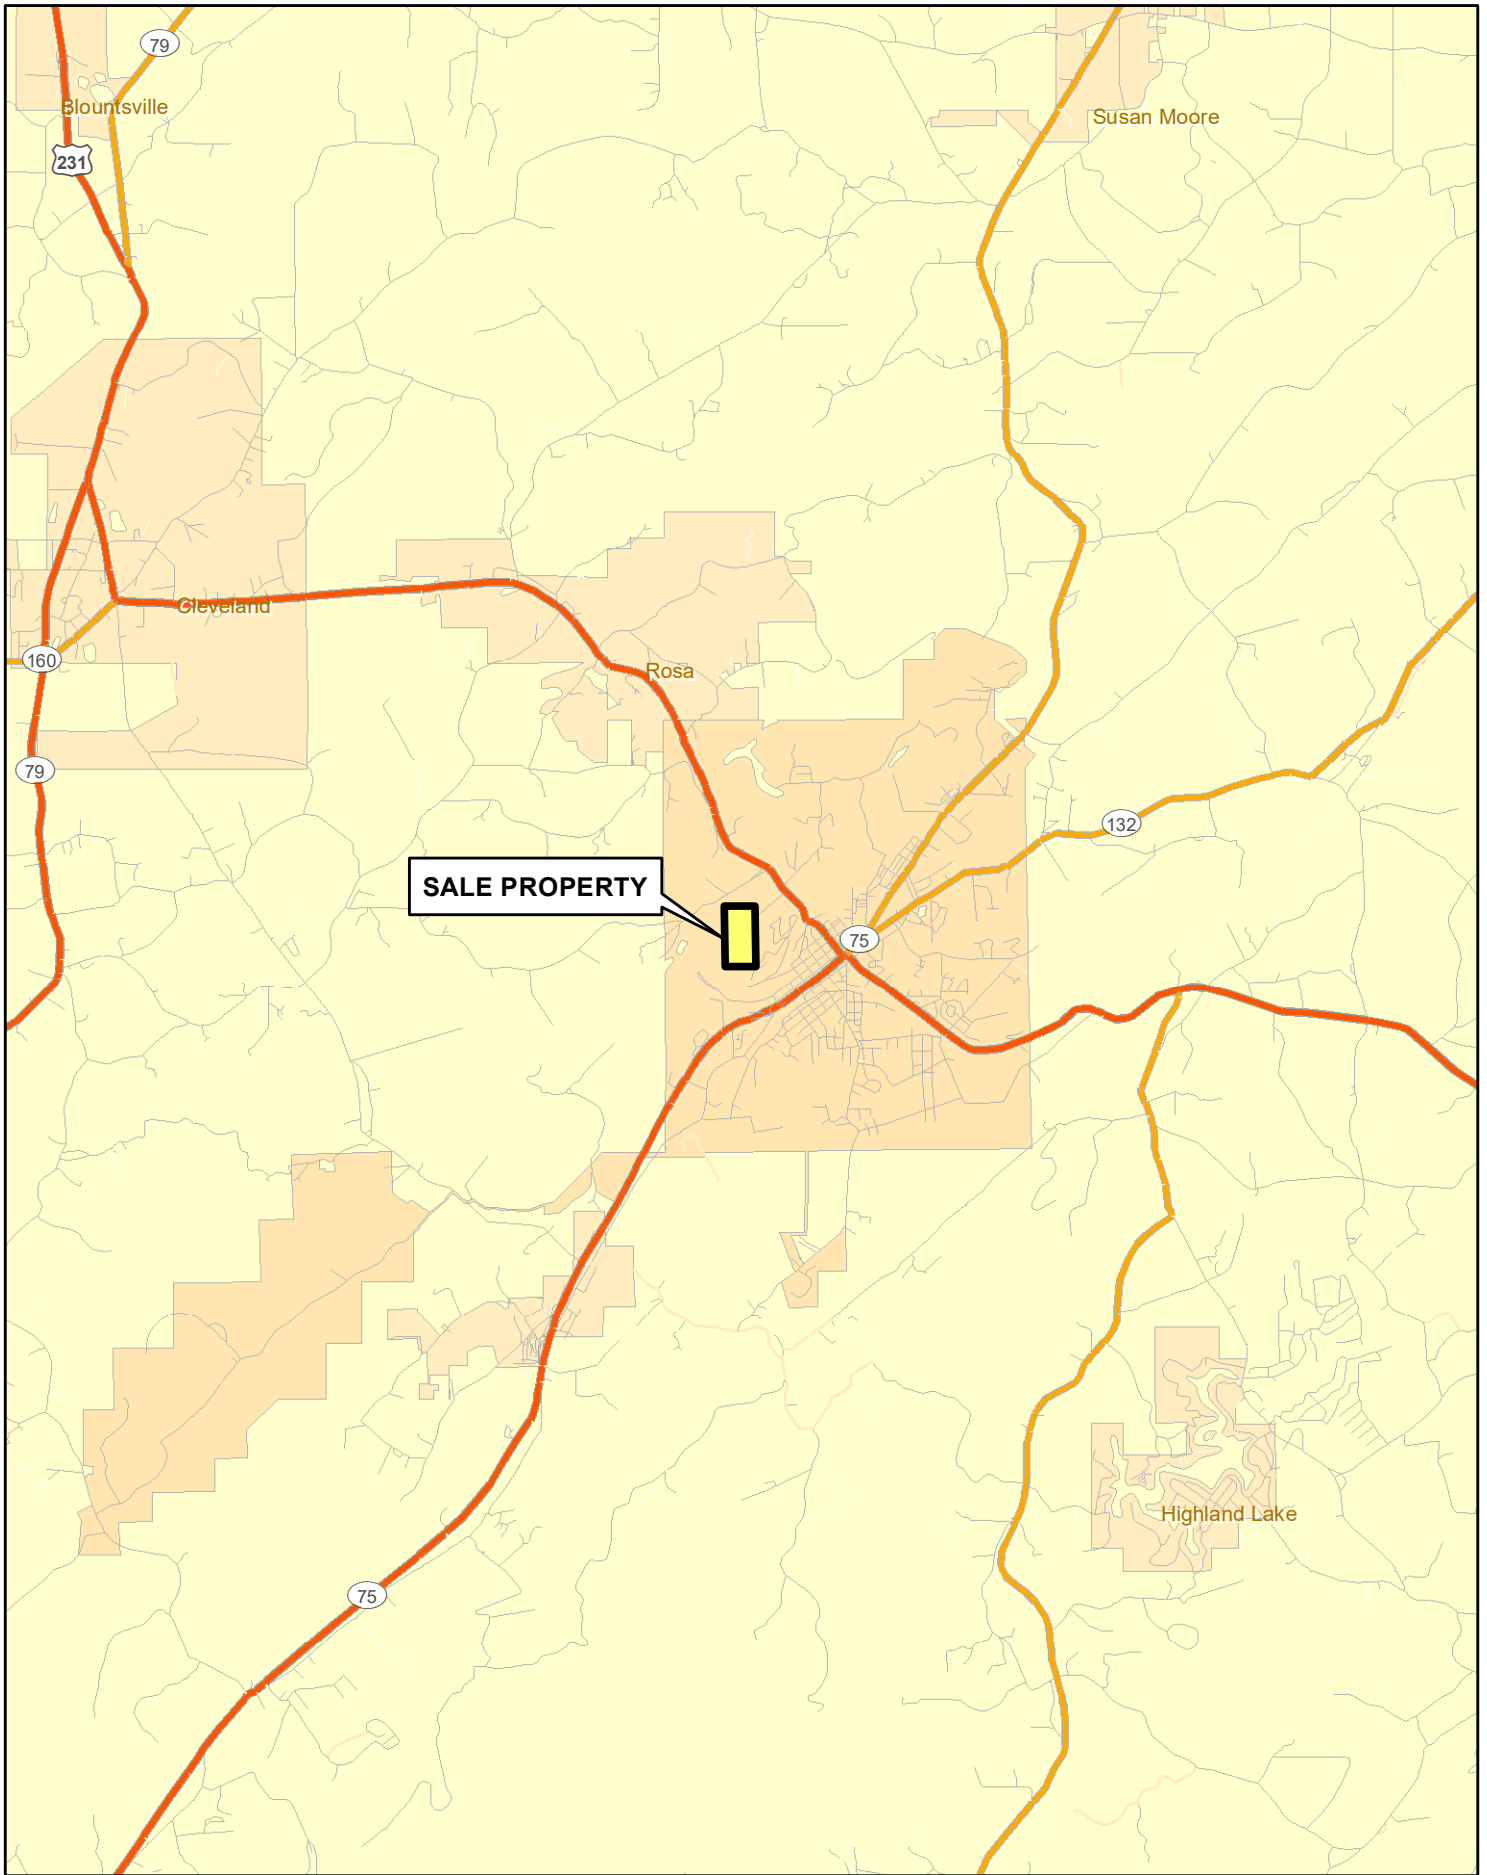 79
Blountsville
Susan Moore
231
Cleveland
160
Rosa
79
132
SALE PROPERTY
75
Highland Lake
75